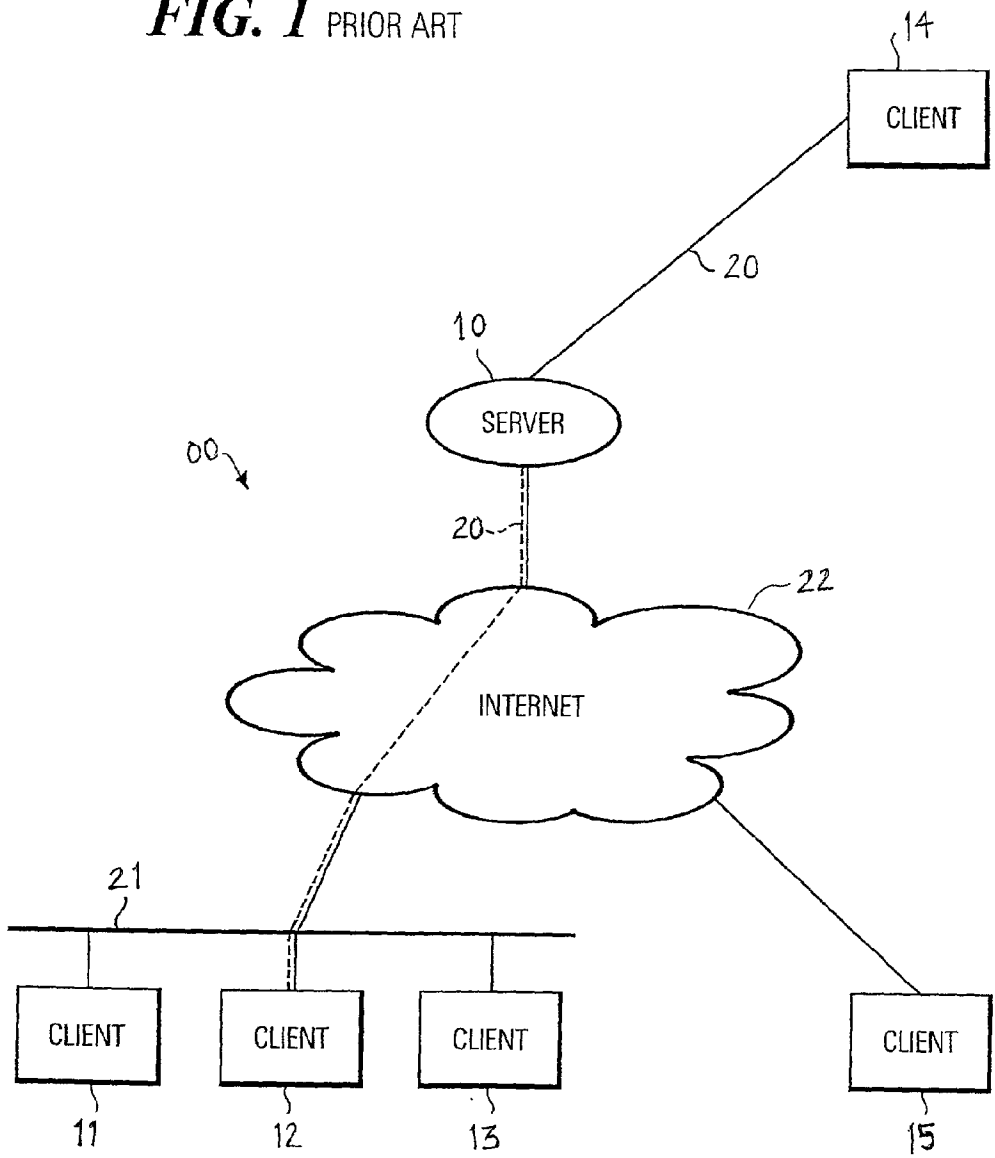 FIG. 1 PRIOR ART
14
CLIENT
20
10
SERVER
00
20
22
INTERNET
21
CLIENT
CLIENT
CLIENT
CLIENT
11
12
13
15